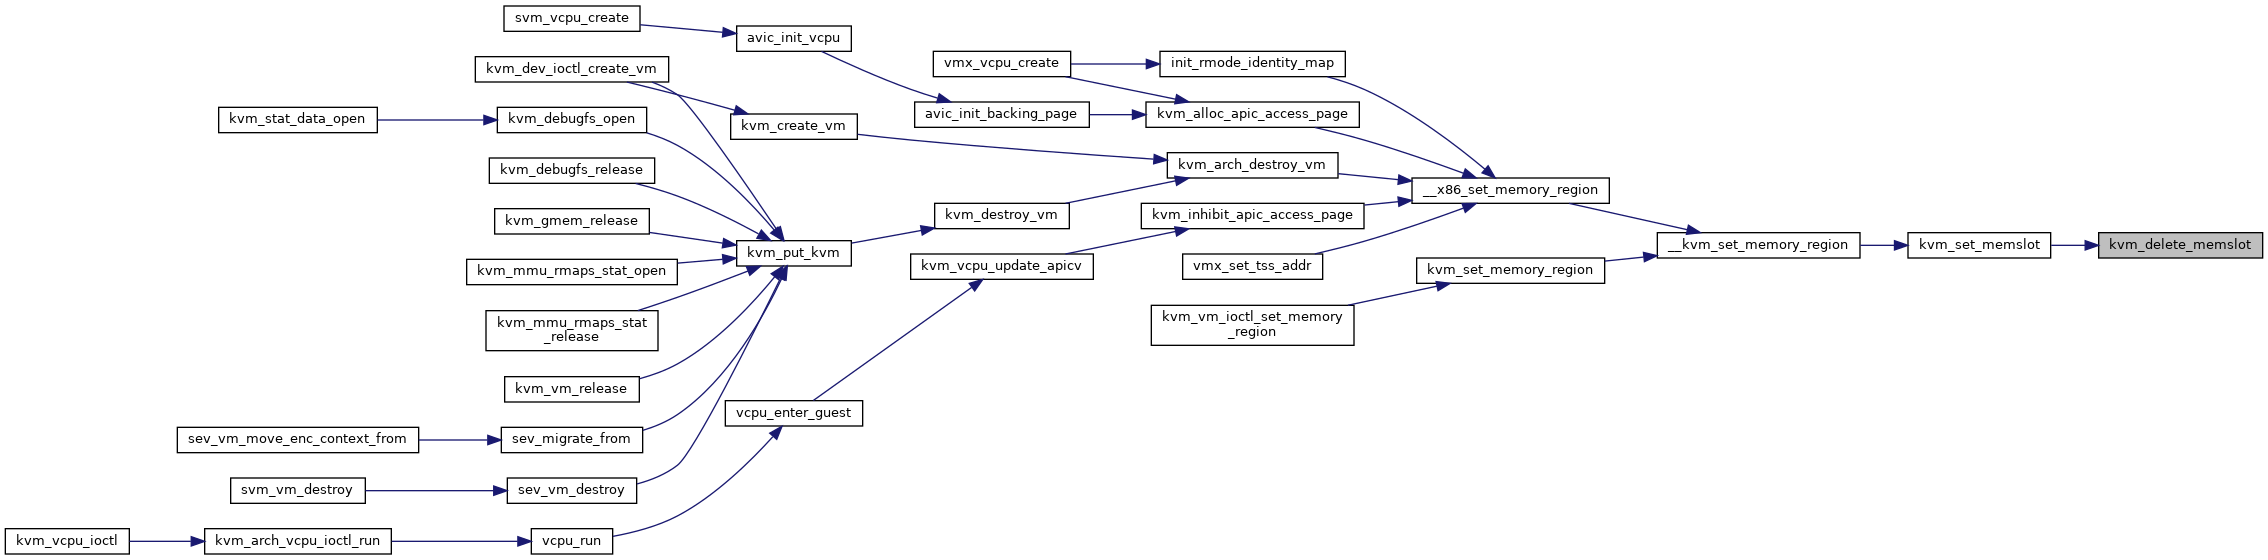 svm_vcpu_create
avic_init_vcpu
kvm_dev_ioctl_create_vm
vmx_vcpu_create
init_rmode_identity_map
kvm_stat_data_open
kvm_debugfs_open
kvm_create_vm
avic_init_backing_page
kvm_alloc_apic_access_page
kvm_debugfs_release
kvm_arch_destroy_vm
__x86_set_memory_region
kvm_gmem_release
kvm_destroy_vm
kvm_inhibit_apic_access_page
kvm_put_kvm
__kvm_set_memory_region
kvm_set_memslot
kvm_delete_memslot
kvm_mmu_rmaps_stat_open
kvm_vcpu_update_apicv
vmx_set_tss_addr
kvm_set_memory_region
kvm_mmu_rmaps_stat
_release
kvm_vm_ioctl_set_memory
_region
kvm_vm_release
vcpu_enter_guest
sev_vm_move_enc_context_from
sev_migrate_from
svm_vm_destroy
sev_vm_destroy
kvm_vcpu_ioctl
kvm_arch_vcpu_ioctl_run
vcpu_run